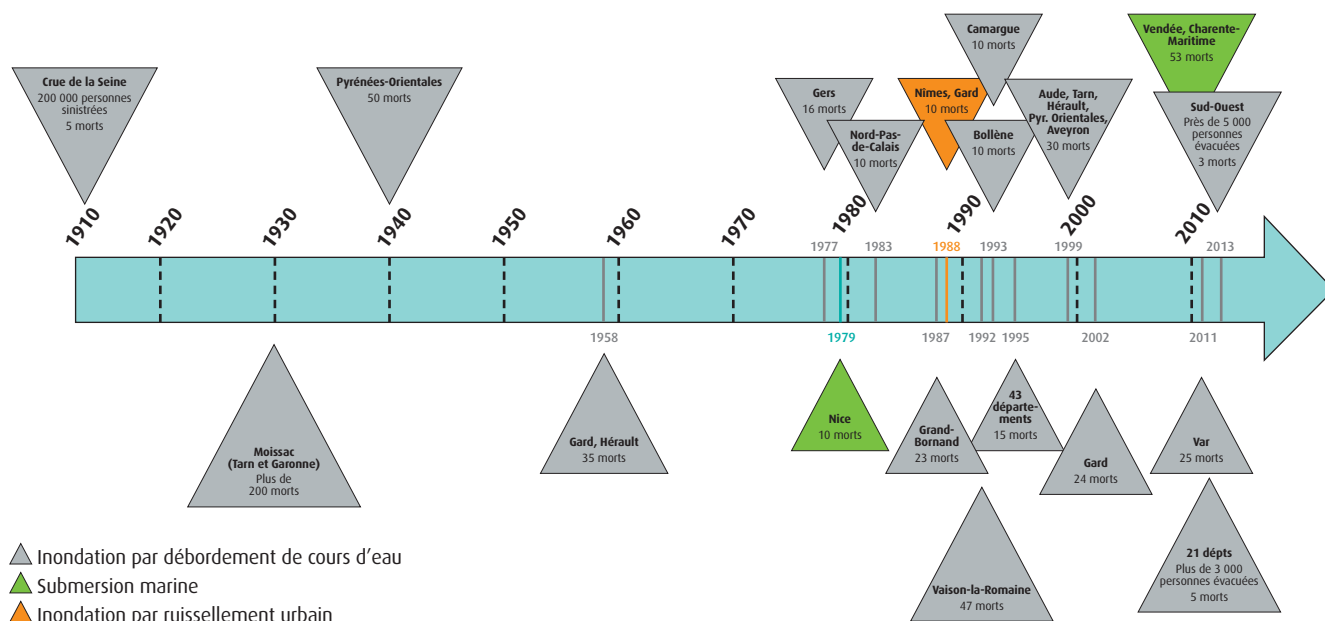 Crue de la Seine
200 000 personnes
sinistrées
5 morts
Pyrénées-Orientales
50 morts
Gers
16 morts
Nord-Pas-
de-Calais
10 morts
Nîmes, Gard
10 morts
Camargue
10 morts
Bollène
10 morts
Aude, Tarn,
Hérault,
Pyr. Orientales,
Aveyron
30 morts
Vendée, Charente-
Maritime
53 morts
Sud-Ouest
Près de 5 000
personnes
évacuées
3 morts
1910
1920
1930
1940
1950
1960
1970
1980
1990
2000
2010
1977
1983
1988
1993
1999
2013
1958
1979
1987
1992
1995
2002
2011
Moissac
(Tarn et Garonne)
Plus de
200 morts
Gard, Hérault
35 morts
Nice
10 morts
Grand-
Bornand
23 morts
43
départe-
ments
15 morts
Gard
24 morts
Var
25 morts
Vaison-la-Romaine
47 morts
21 dépts
Plus de 3 000
personnes évacuées
5 morts
Inondation par débordement de cours d'eau
Submersion marine
Inondation par ruissellement urbain